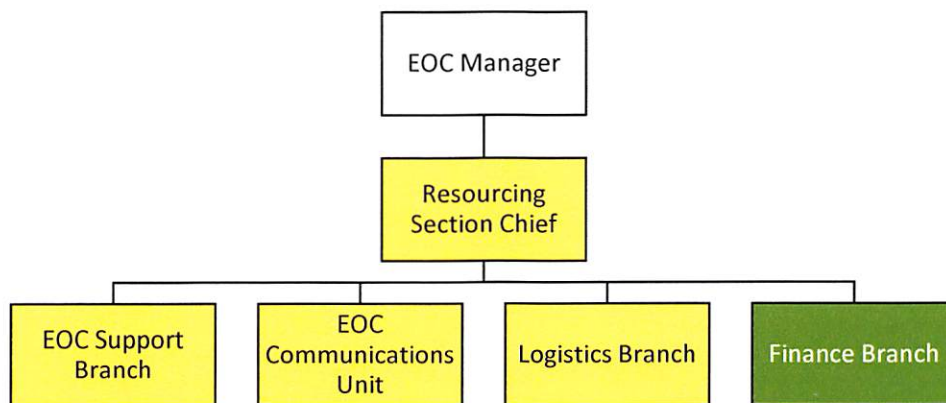 EOC Manager
Resourcing
Section Chief
EOC Support
Branch
EOC
Communications
Unit
Logistics Branch
Finance Branch